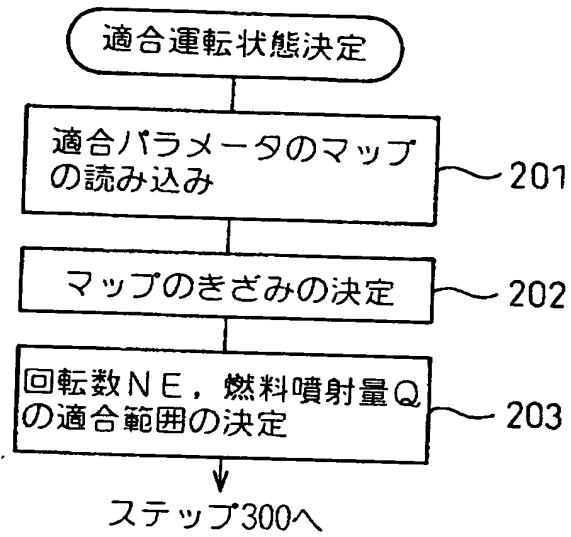 適合運転状態決定
適合パラメータのマップ
の読み込み
201
マップのきざみの決定
202
回転数NE,燃料噴射量Q
の適合範囲の決定
203
ステップ300へ